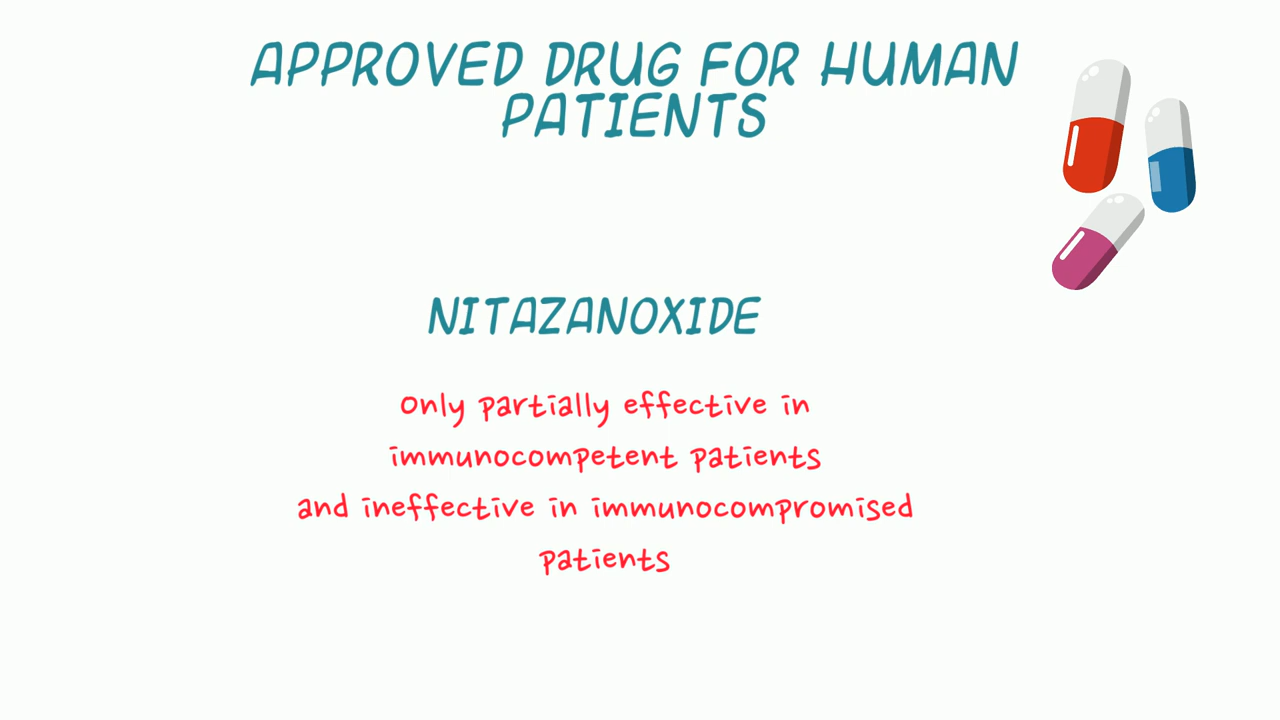 APPROVED DRUG FOR HUMAN
PATIENTS
NITAZANOXIDE
Only partially effective in
immunocompetent patients
and ineffective in immunocompromised
patients